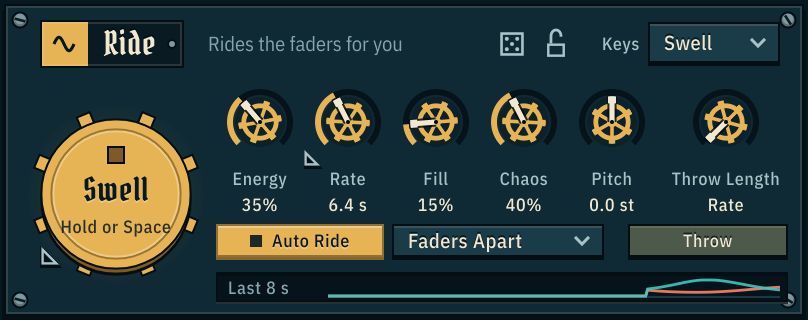 Ride
Rides the faders for you
Keys
Swell
Swell
Hold or Space
Energy
35%
Rate
6.4 s
Fill
15%
Chaos
40%
Pitch
0.0 st
Throw Length
Rate
Auto Ride
Faders Apart
Throw
Last 8 s